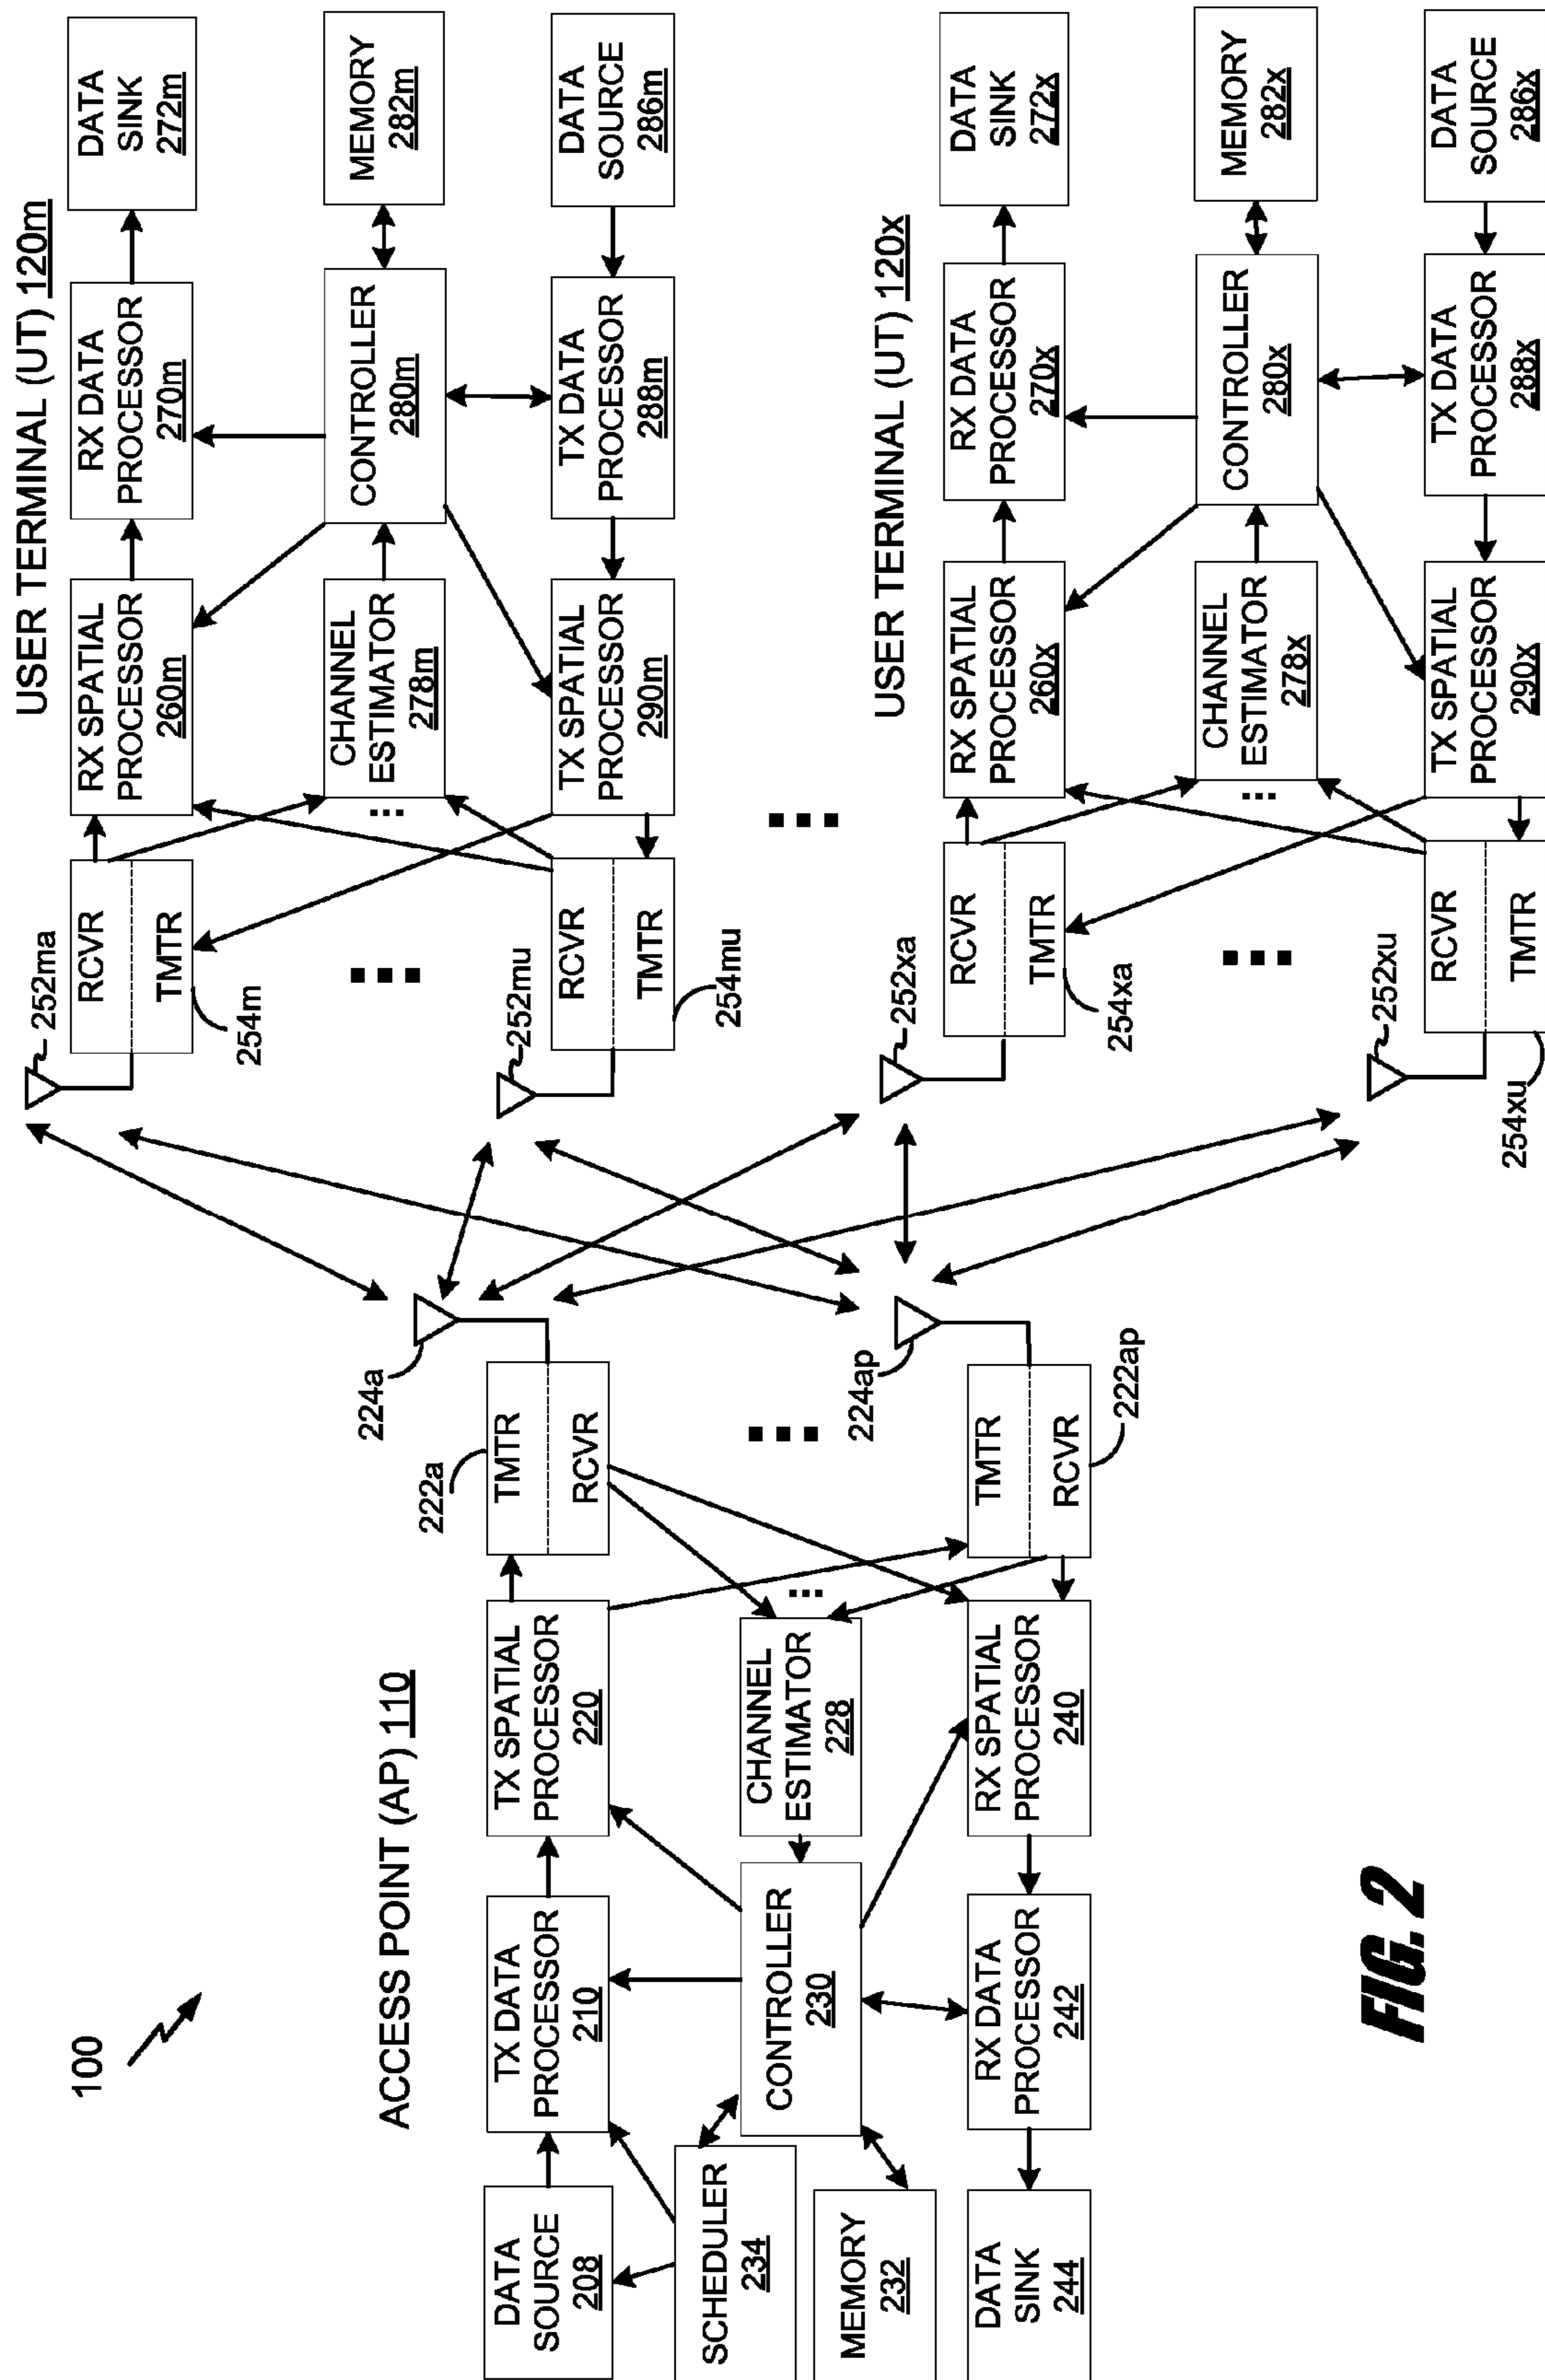 100
ACCESS POINT (AP) 110
DATA
SOURCE
208
TX DATA
PROCESSOR
210
TX SPATIAL
PROCESSOR
220
222a
TMTR
RCVR
224a
SCHEDULER
234
CONTROLLER
230
CHANNEL
ESTIMATOR
228
...
...
MEMORY
232
DATA
SINK
244
RX DATA
PROCESSOR
242
RX SPATIAL
PROCESSOR
240
TMTR
RCVR
222ap
224ap
USER TERMINAL (UT) 120m
252ma
RCVR
TMTR
254m
RX SPATIAL
PROCESSOR
260m
RX DATA
PROCESSOR
270m
DATA
SINK
272m
...
...
CHANNEL
ESTIMATOR
278m
CONTROLLER
280m
MEMORY
282m
252mu
RCVR
TMTR
254mu
TX SPATIAL
PROCESSOR
290m
TX DATA
PROCESSOR
288m
DATA
SOURCE
286m
...
USER TERMINAL (UT) 120x
252xa
RCVR
TMTR
254xa
RX SPATIAL
PROCESSOR
260x
RX DATA
PROCESSOR
270x
DATA
SINK
272x
...
...
CHANNEL
ESTIMATOR
278x
CONTROLLER
280x
MEMORY
282x
252xu
RCVR
TMTR
254xu
TX SPATIAL
PROCESSOR
290x
TX DATA
PROCESSOR
288x
DATA
SOURCE
286x
FIG. 2